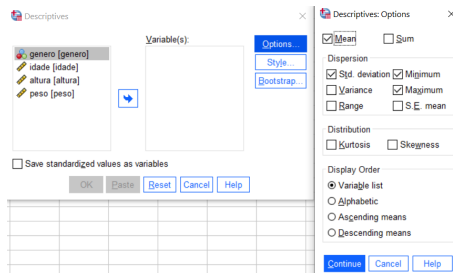 Descriptives
Variable(s):
genero [genero]
idade [idade]
altura [altura]
peso [peso]
Options...
Style...
Bootstrap...
Save standardized values as variables
OK Paste Reset Cancel Help
Descriptives: Options
Mean Sum
Dispersion
Std. deviation Minimum
Variance Maximum
Range S.E. mean
Distribution
Kurtosis Skewness
Display Order
Variable list
Alphabetic
Ascending means
Descending means
Continue Cancel Help